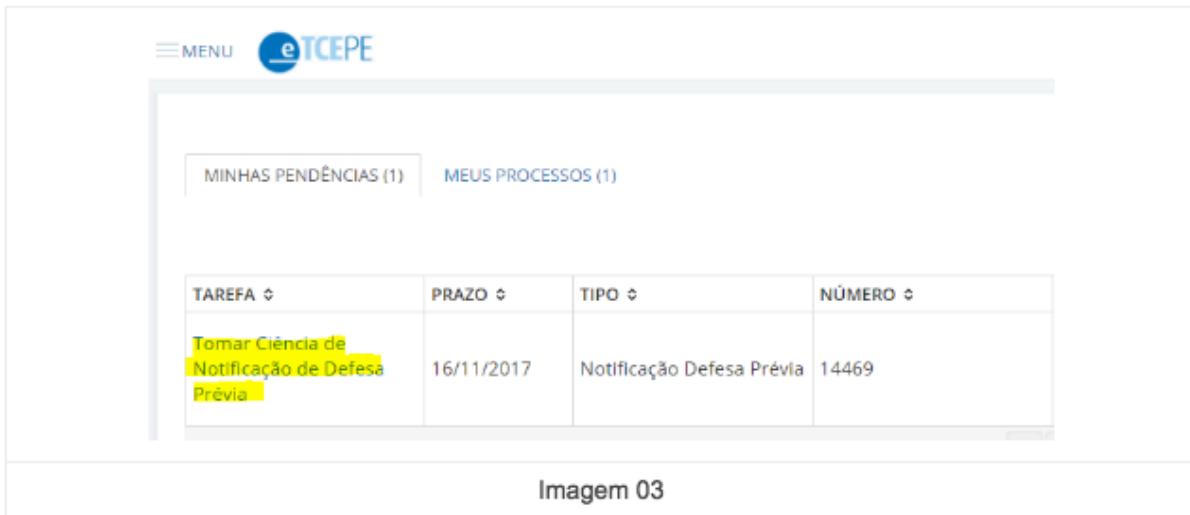 MENU eTCEPE
MINHAS PENDÊNCIAS (1) MEUS PROCESSOS (1)
TAREFA PRAZO TIPO NÚMERO
Tomar Ciência de
Notificação de Defesa 16/11/2017 Notificação Defesa Prévia 14469
Prévia
Imagem 03